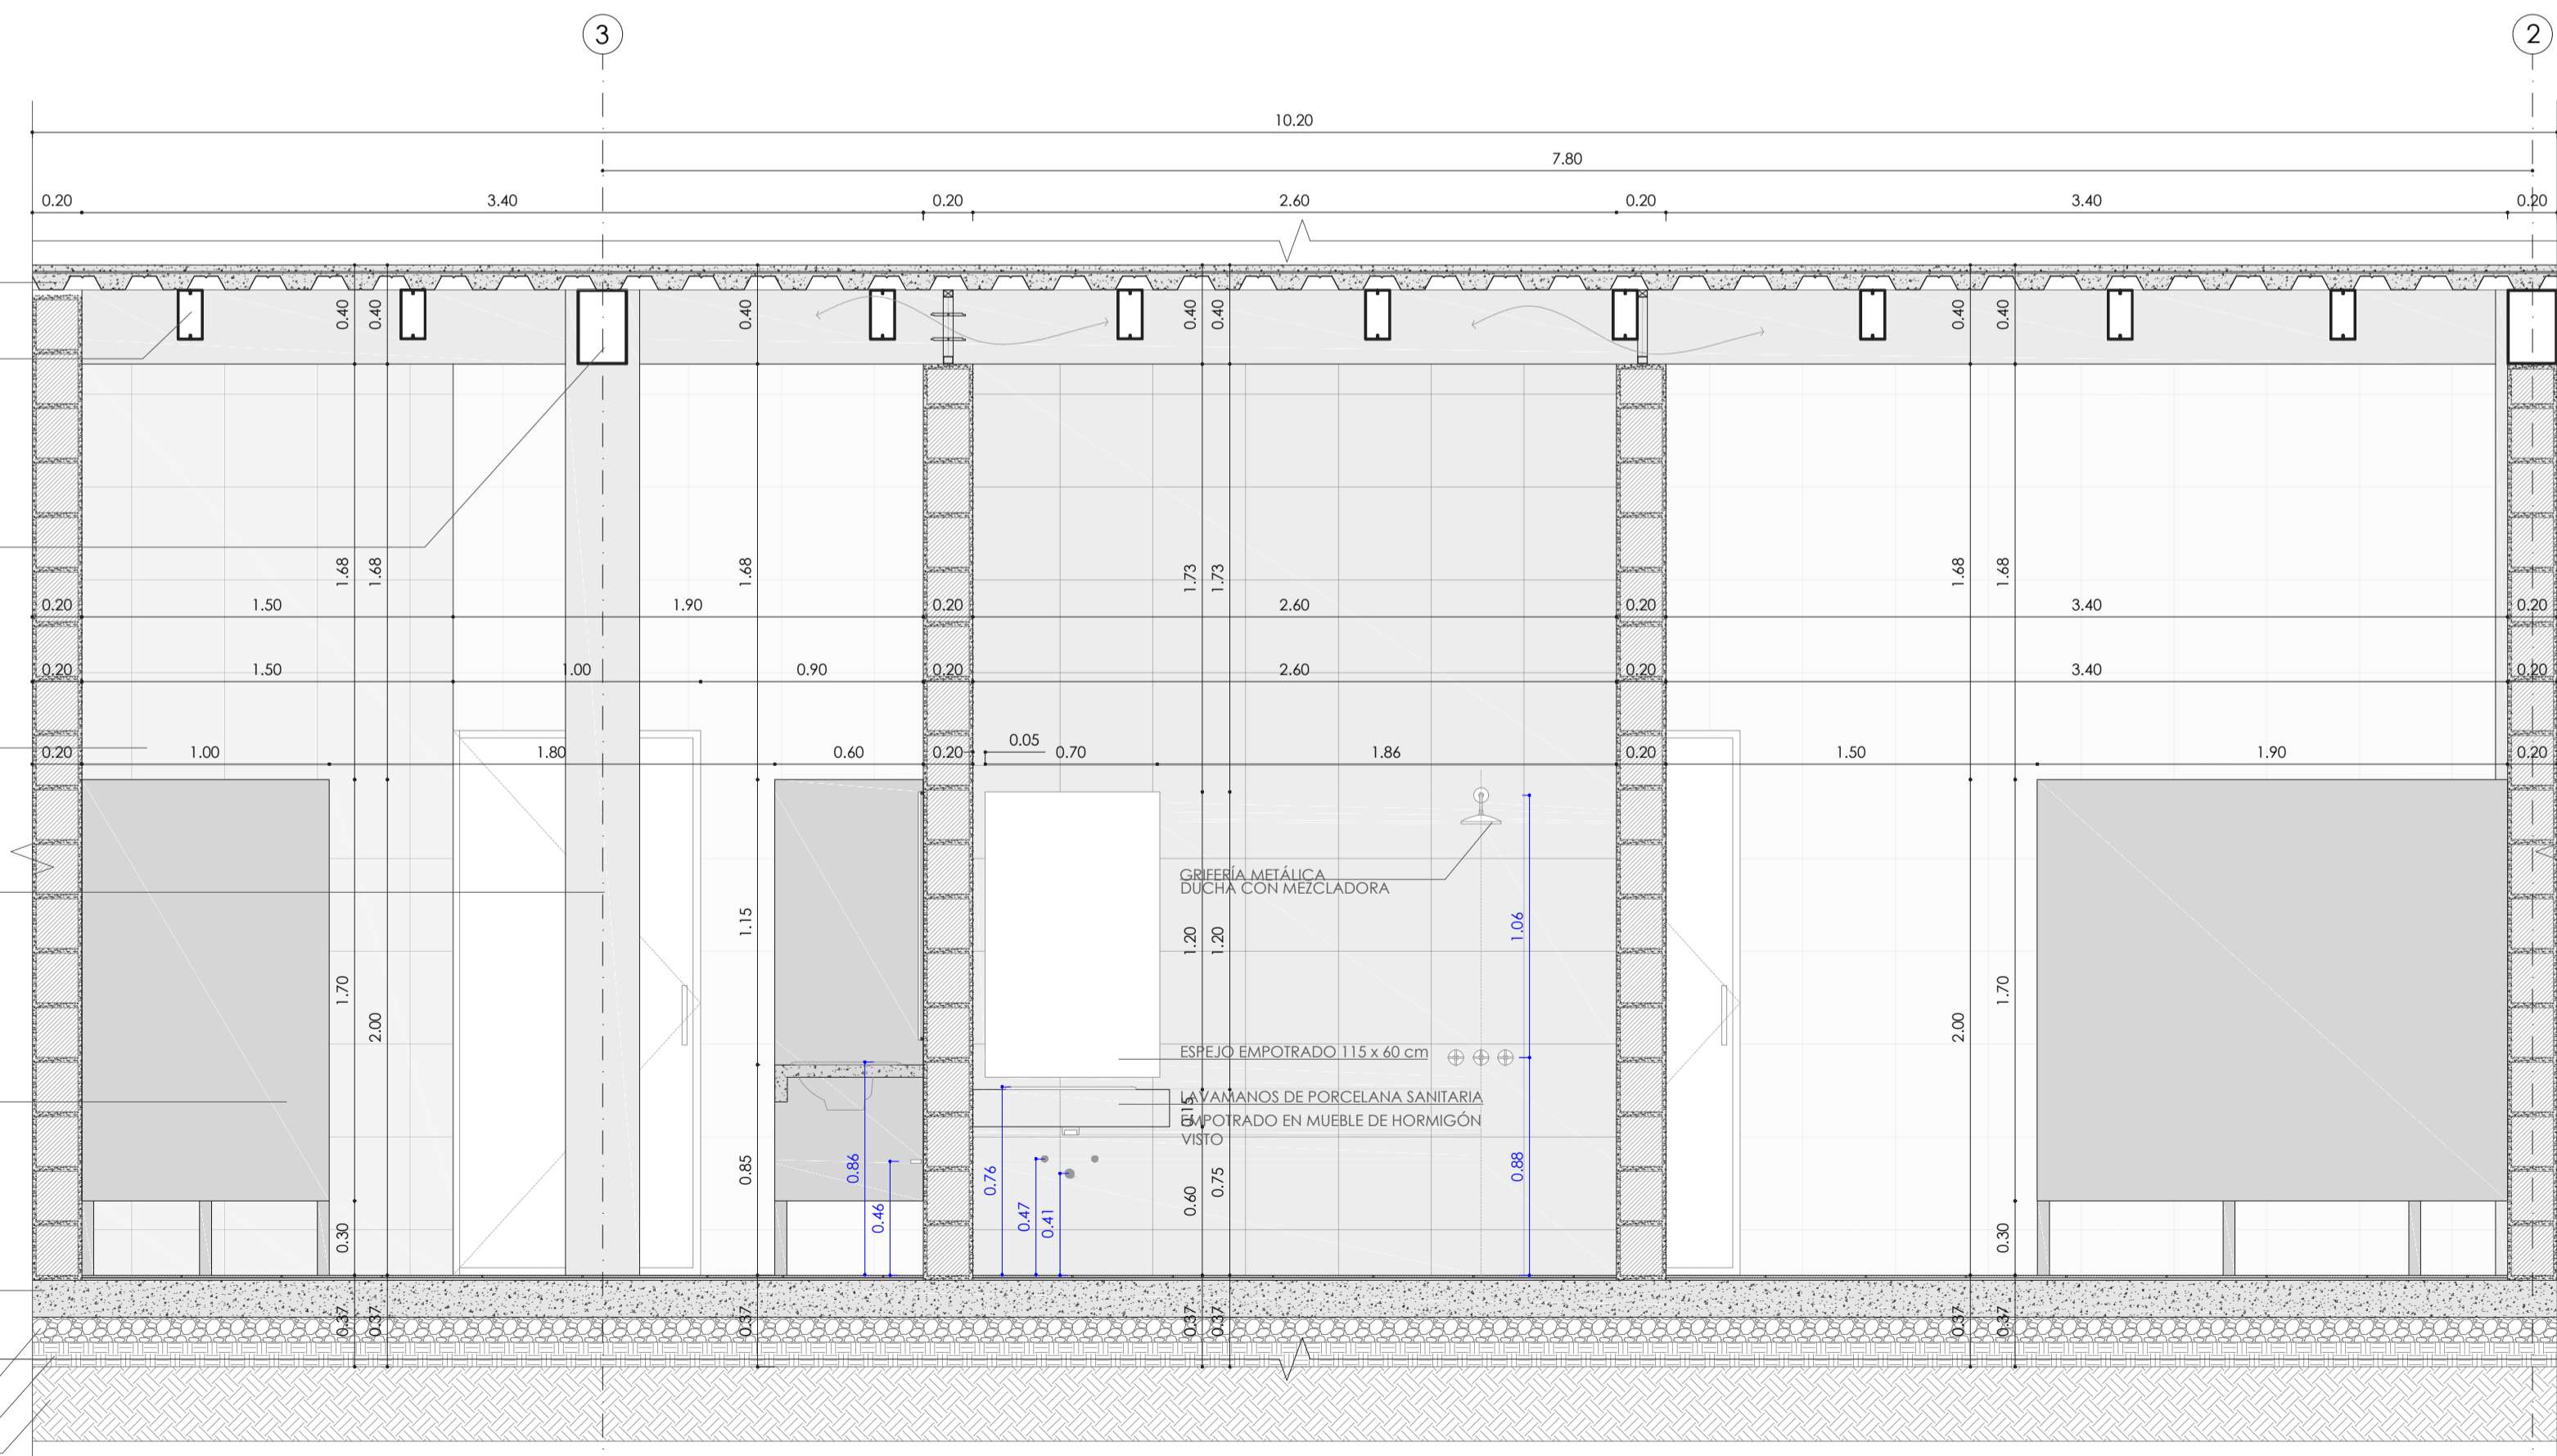 3 2
10.20
7.80
0.20 3.40 0.20 2.60 0.20 3.40 0.20
0.40 0.40 0.40 0.40 0.40 0.40 0.40
1.68 1.68 1.68 1.73 1.73 1.68 1.68
0.20 1.50 1.90 0.20 2.60 0.20 3.40 0.20
0.20 1.50 1.00 0.90 0.20 2.60 0.20 3.40 0.20
0.05
0.20 1.00 1.80 0.60 0.20 0.70 1.86 0.20 1.50 1.90 0.20
GRIFERÍA METÁLICA
DUCHA CON MEZCLADORA
1.15 1.20 1.20 1.06
1.70 2.00 2.00 1.70
ESPEJO EMPOTRADO 115 x 60 cm
LAVAMANOS DE PORCELANA SANITARIA
0.15
EMPOTRADO EN MUEBLE DE HORMIGÓN
VISTO
0.85 0.86 0.76 0.60 0.75 0.88
0.30 0.46 0.47 0.41 0.30
0.37 0.37 0.37 0.37 0.37 0.37 0.37